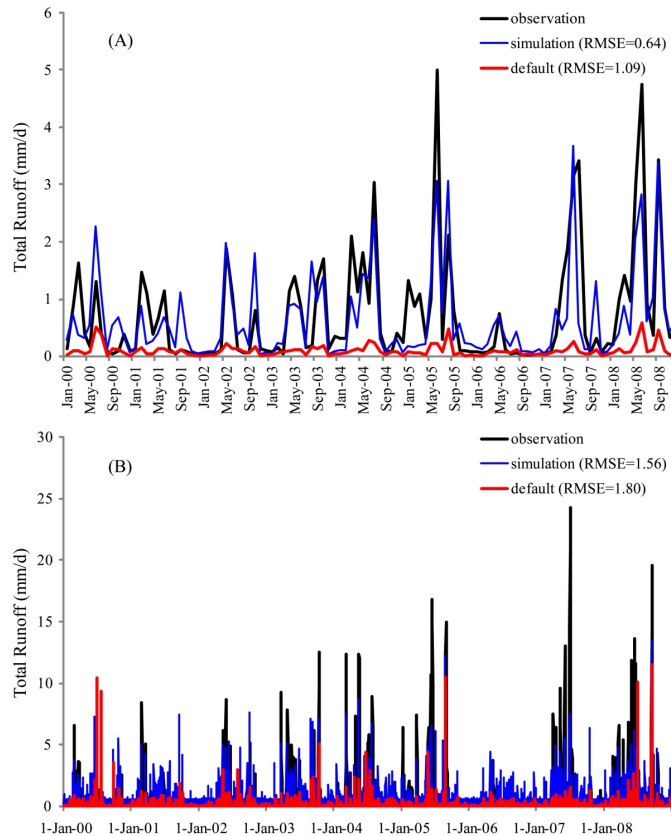 6
5
4
3
2
1
0
Total Runoff (mm/d)
(A)
observation
simulation (RMSE=0.64)
default (RMSE=1.09)
Jan-00
May-00
Sep-00
Jan-01
May-01
Sep-01
Jan-02
May-02
Sep-02
Jan-03
May-03
Sep-03
Jan-04
May-04
Sep-04
Jan-05
May-05
Sep-05
Jan-06
May-06
Sep-06
Jan-07
May-07
Sep-07
Jan-08
May-08
Sep-08
30
25
20
15
10
5
0
Total Runoff (mm/d)
(B)
observation
simulation (RMSE=1.56)
default (RMSE=1.80)
1-Jan-00 1-Jan-01 1-Jan-02 1-Jan-03 1-Jan-04 1-Jan-05 1-Jan-06 1-Jan-07 1-Jan-08